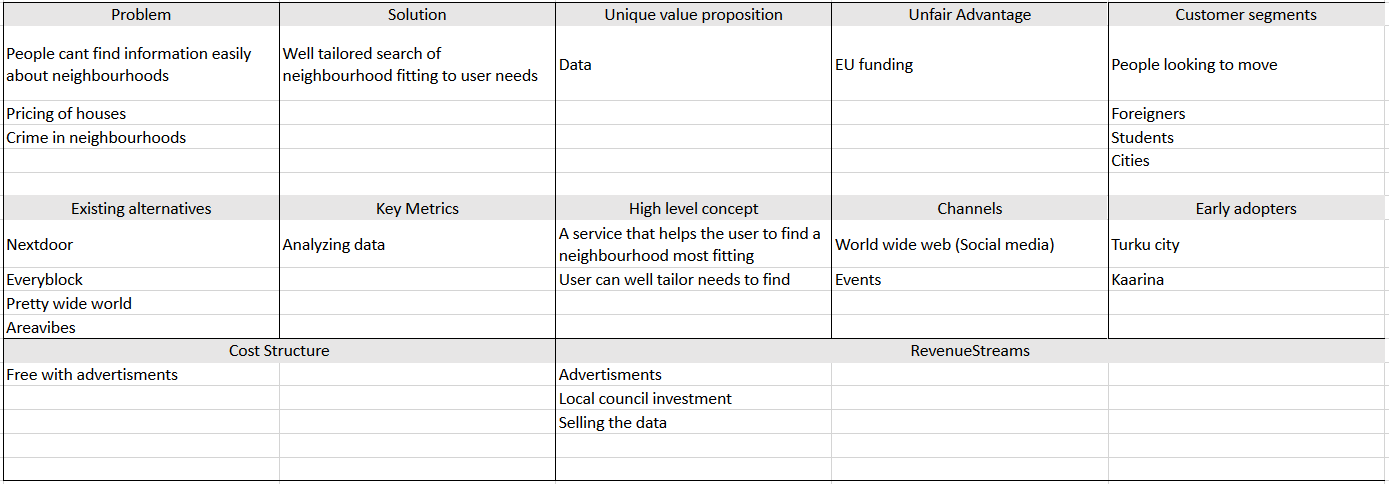 Problem
Solution
Unique value proposition
Unfair Advantage
Customer segments
People cant find information easily
about neighbourhoods
Well tailored search of
neighbourhood fitting to user needs
Data
EU funding
People looking to move
Pricing of houses
Foreigners
Crime in neighbourhoods
Students
Cities
Existing alternatives
Key Metrics
High level concept
Channels
Early adopters
Nextdoor
Analyzing data
A service that helps the user to find a
neighbourhood most fitting
World wide web (Social media)
Turku city
Everyblock
User can well tailor needs to find
Events
Kaarina
Pretty wide world
Areavibes
Cost Structure
RevenueStreams
Free with advertisments
Advertisments
Local council investment
Selling the data